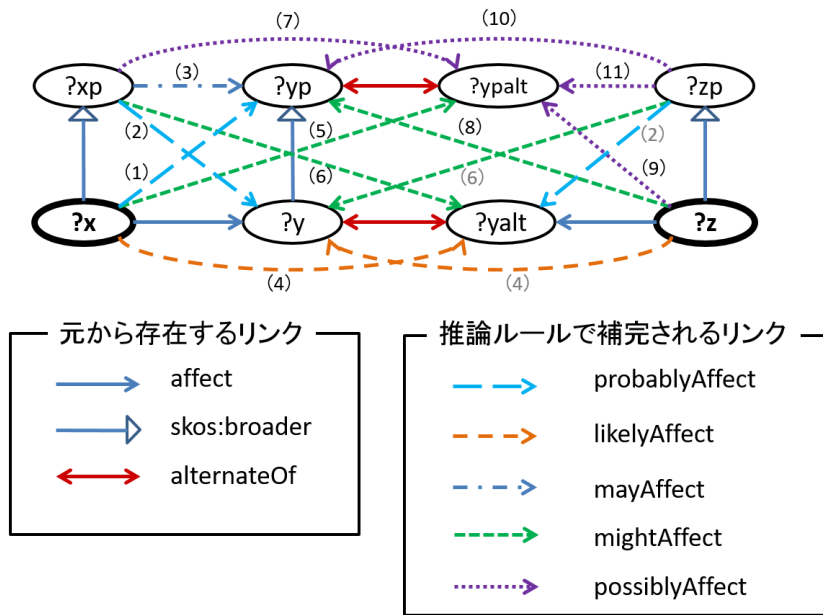 (7)
(10)
?xp
(3)
?yp
?ypalt
(11)
?zp
(2)
(5)
(8)
(2)
(1)
(6)
(6)
(9)
?x
?y
?yalt
?z
(4)
(4)
元から存在するリンク
affect
skos:broader
alternateOf
推論ルールで補完されるリンク
probablyAffect
likelyAffect
mayAffect
mightAffect
possiblyAffect